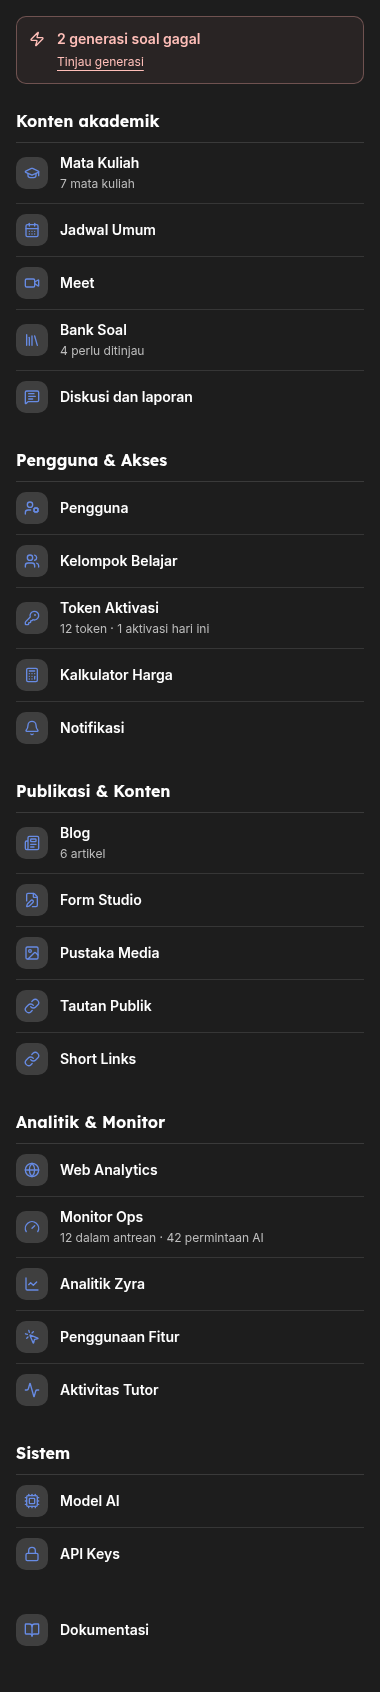 2 generasi soal gagal
Tinjau generasi
Konten akademik
Mata Kuliah
7 mata kuliah
Jadwal Umum
Meet
Bank Soal
4 perlu ditinjau
Diskusi dan laporan
Pengguna & Akses
Pengguna
Kelompok Belajar
Token Aktivasi
12 token · 1 aktivasi hari ini
Kalkulator Harga
Notifikasi
Publikasi & Konten
Blog
6 artikel
Form Studio
Pustaka Media
Tautan Publik
Short Links
Analitik & Monitor
Web Analytics
Monitor Ops
12 dalam antrean · 42 permintaan AI
Analitik Zyra
Penggunaan Fitur
Aktivitas Tutor
Sistem
Model AI
API Keys
Dokumentasi